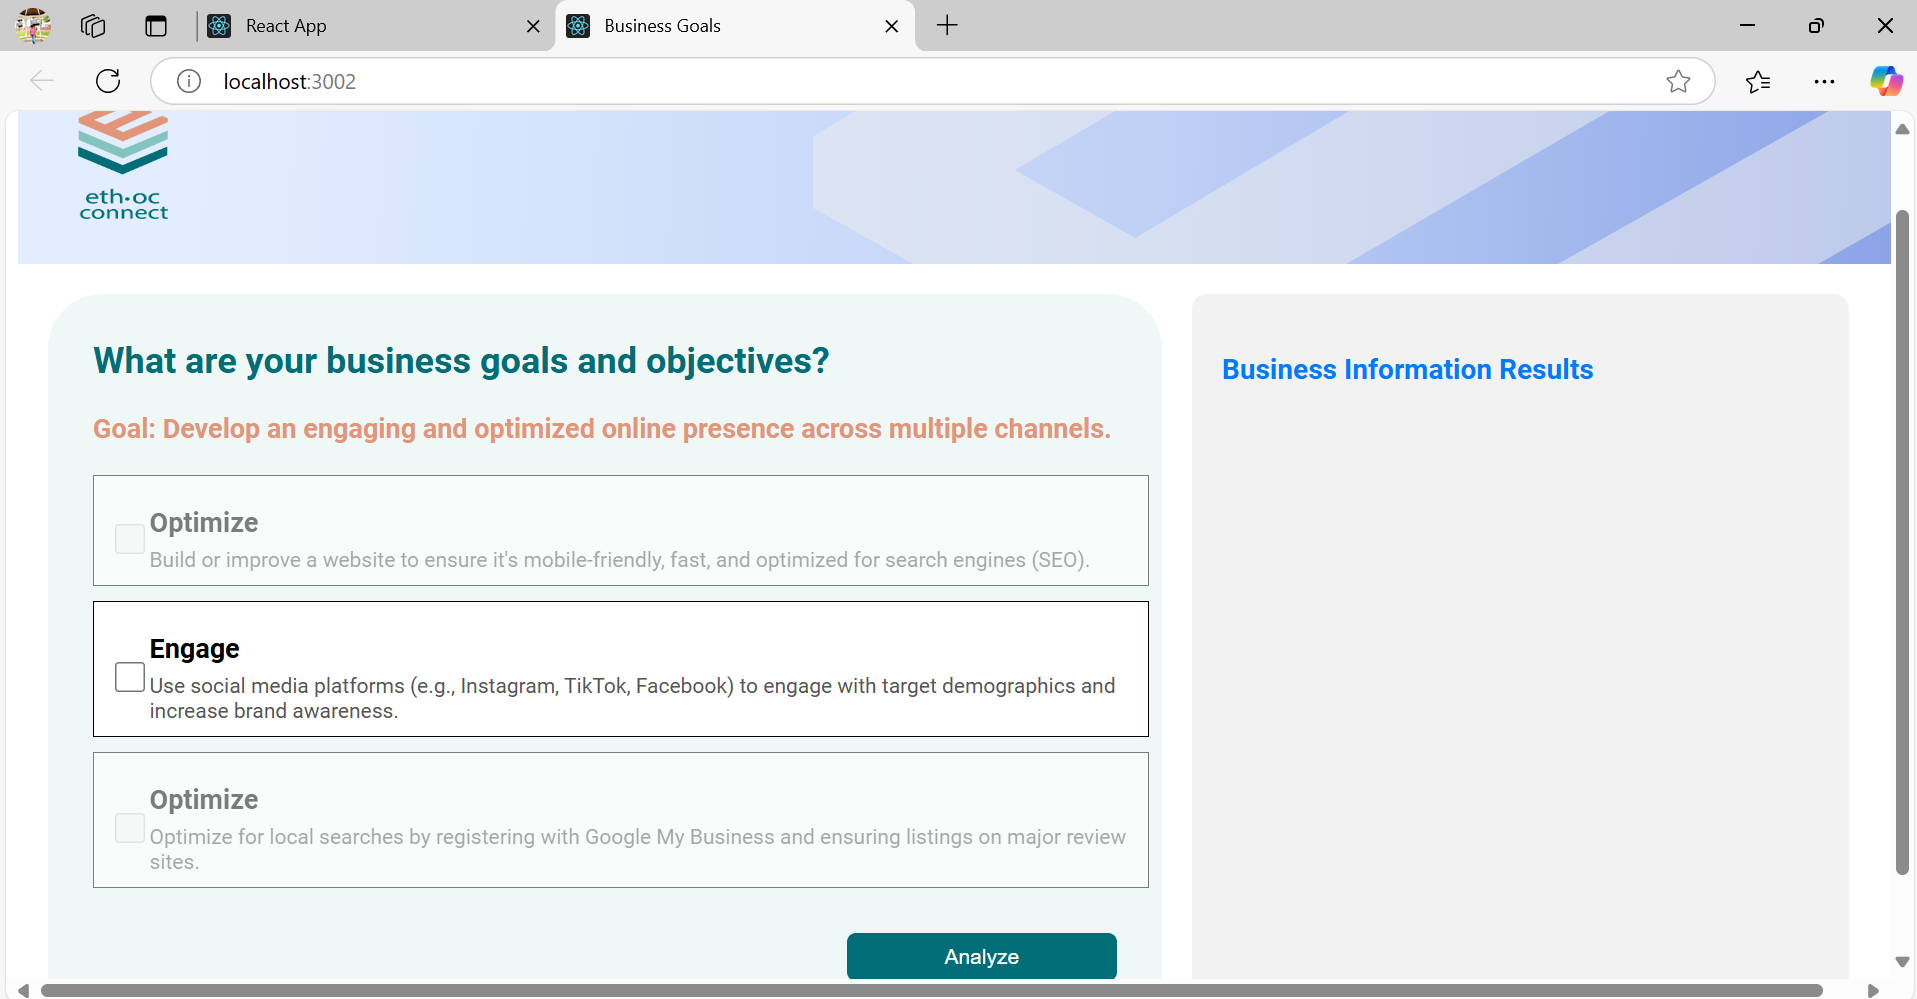 React App
Business Goals
localhost:3002
eth·oc
connect
What are your business goals and objectives?
Goal: Develop an engaging and optimized online presence across multiple channels.
Optimize
Build or improve a website to ensure it's mobile-friendly, fast, and optimized for search engines (SEO).
Engage
Use social media platforms (e.g., Instagram, TikTok, Facebook) to engage with target demographics and
increase brand awareness.
Optimize
Optimize for local searches by registering with Google My Business and ensuring listings on major review
sites.
Analyze
Business Information Results